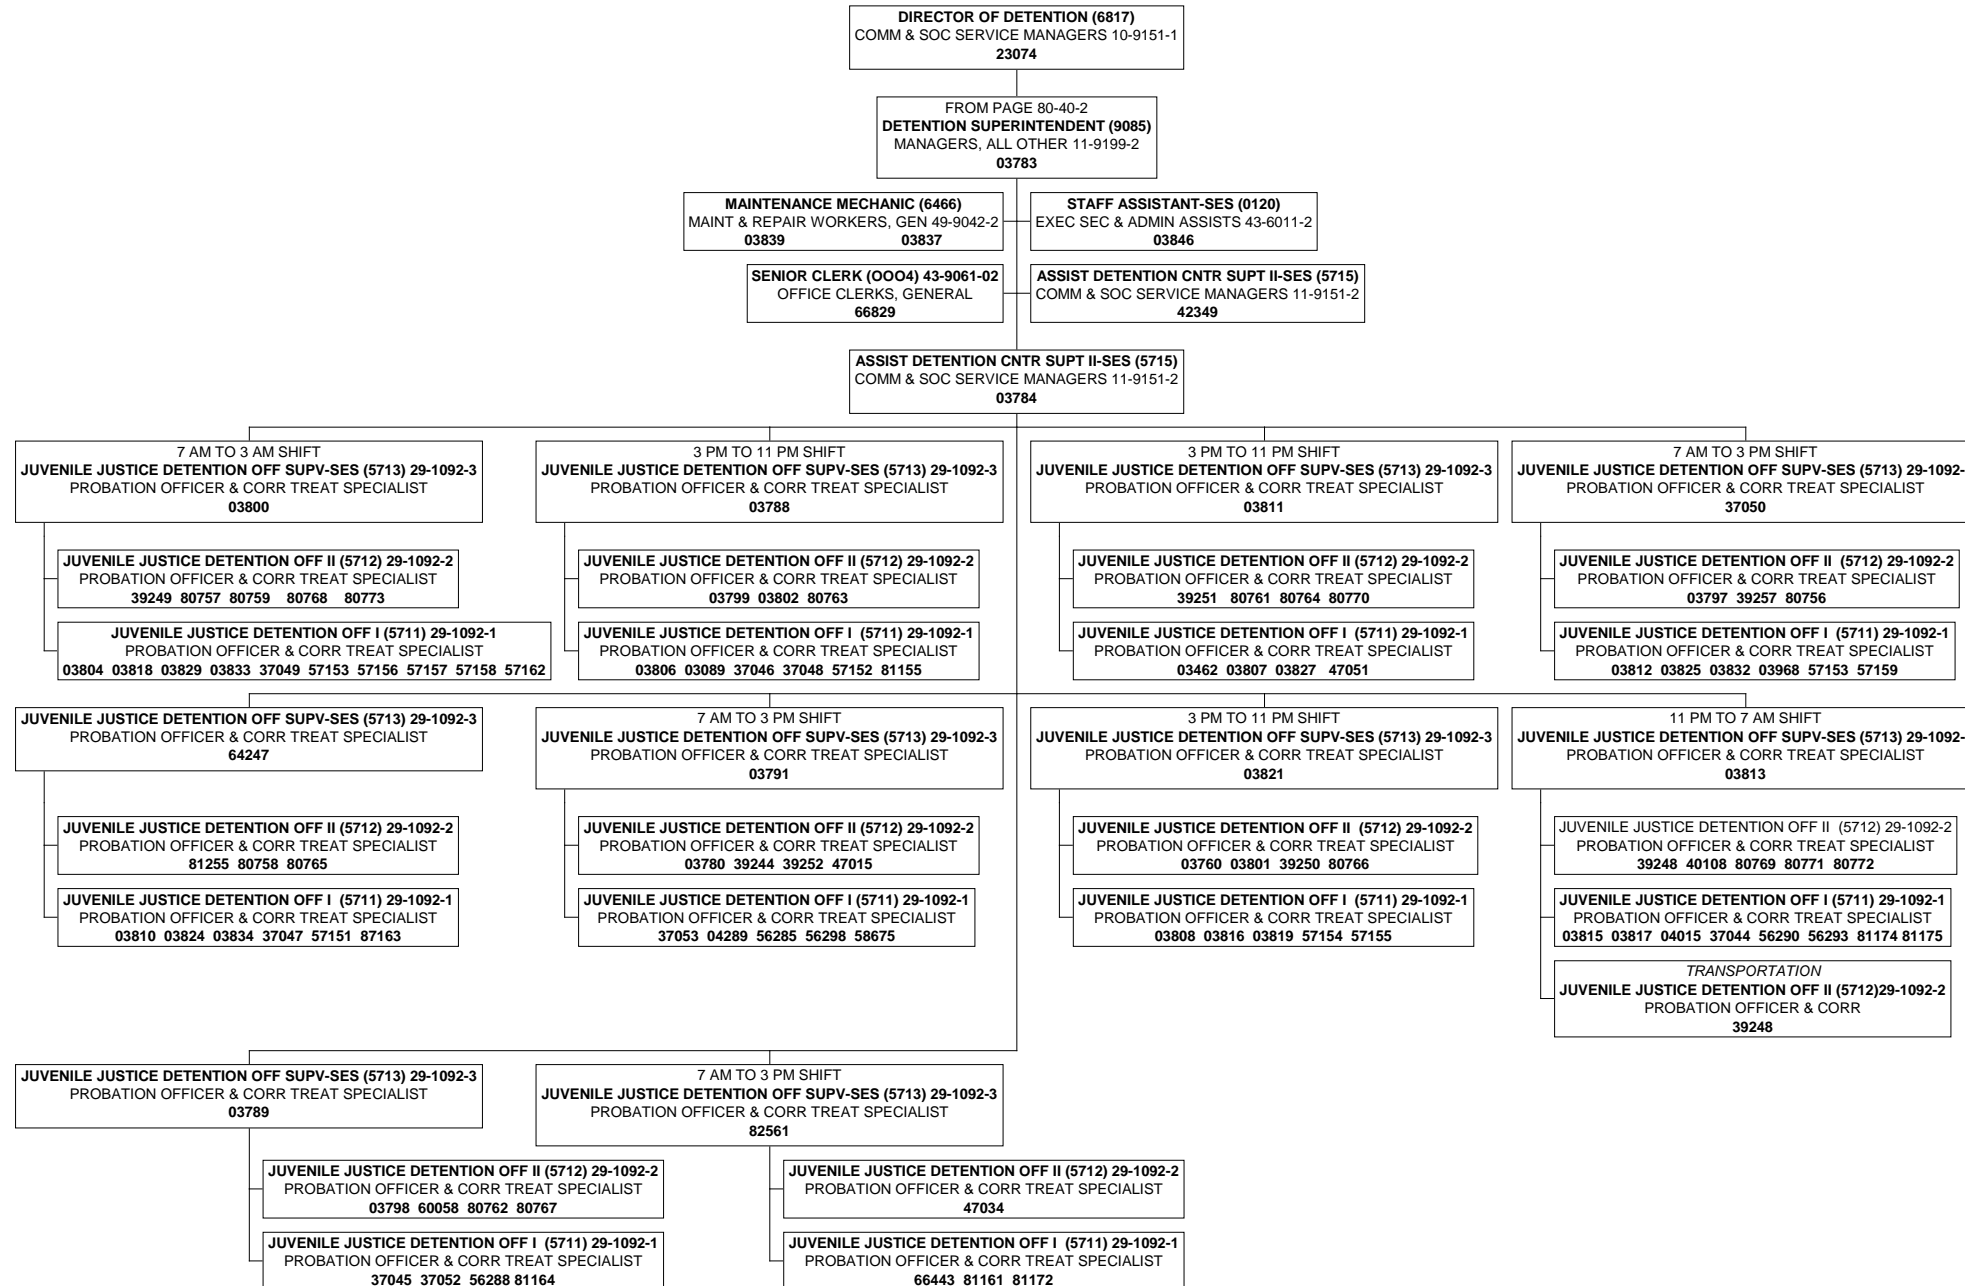 DIRECTOR OF DETENTION (6817)
COMM & SOC SERVICE MANAGERS 10-9151-1
23074
FROM PAGE 80-40-2
DETENTION SUPERINTENDENT (9085)
MANAGERS, ALL OTHER 11-9199-2
03783
MAINTENANCE MECHANIC (6466)
MAINT & REPAIR WORKERS, GEN 49-9042-2
03839 03837
STAFF ASSISTANT-SES (0120)
EXEC SEC & ADMIN ASSISTS 43-6011-2
03846
SENIOR CLERK (OOO4) 43-9061-02
OFFICE CLERKS, GENERAL
66829
ASSIST DETENTION CNTR SUPT II-SES (5715)
COMM & SOC SERVICE MANAGERS 11-9151-2
42349
ASSIST DETENTION CNTR SUPT II-SES (5715)
COMM & SOC SERVICE MANAGERS 11-9151-2
03784
7 AM TO 3 AM SHIFT
JUVENILE JUSTICE DETENTION OFF SUPV-SES (5713) 29-1092-3
PROBATION OFFICER & CORR TREAT SPECIALIST
03800
JUVENILE JUSTICE DETENTION OFF II (5712) 29-1092-2
PROBATION OFFICER & CORR TREAT SPECIALIST
39249 80757 80759 80768 80773
JUVENILE JUSTICE DETENTION OFF I (5711) 29-1092-1
PROBATION OFFICER & CORR TREAT SPECIALIST
03804 03818 03829 03833 37049 57153 57156 57157 57158 57162
3 PM TO 11 PM SHIFT
JUVENILE JUSTICE DETENTION OFF SUPV-SES (5713) 29-1092-3
PROBATION OFFICER & CORR TREAT SPECIALIST
03788
JUVENILE JUSTICE DETENTION OFF II (5712) 29-1092-2
PROBATION OFFICER & CORR TREAT SPECIALIST
03799 03802 80763
JUVENILE JUSTICE DETENTION OFF I (5711) 29-1092-1
PROBATION OFFICER & CORR TREAT SPECIALIST
03806 03089 37046 37048 57152 81155
3 PM TO 11 PM SHIFT
JUVENILE JUSTICE DETENTION OFF SUPV-SES (5713) 29-1092-3
PROBATION OFFICER & CORR TREAT SPECIALIST
03811
JUVENILE JUSTICE DETENTION OFF II (5712) 29-1092-2
PROBATION OFFICER & CORR TREAT SPECIALIST
39251 80761 80764 80770
JUVENILE JUSTICE DETENTION OFF I (5711) 29-1092-1
PROBATION OFFICER & CORR TREAT SPECIALIST
03462 03807 03827 47051
7 AM TO 3 PM SHIFT
JUVENILE JUSTICE DETENTION OFF SUPV-SES (5713) 29-1092-
PROBATION OFFICER & CORR TREAT SPECIALIST
37050
JUVENILE JUSTICE DETENTION OFF II (5712) 29-1092-2
PROBATION OFFICER & CORR TREAT SPECIALIST
03797 39257 80756
JUVENILE JUSTICE DETENTION OFF I (5711) 29-1092-1
PROBATION OFFICER & CORR TREAT SPECIALIST
03812 03825 03832 03968 57153 57159
JUVENILE JUSTICE DETENTION OFF SUPV-SES (5713) 29-1092-3
PROBATION OFFICER & CORR TREAT SPECIALIST
64247
JUVENILE JUSTICE DETENTION OFF II (5712) 29-1092-2
PROBATION OFFICER & CORR TREAT SPECIALIST
81255 80758 80765
JUVENILE JUSTICE DETENTION OFF I (5711) 29-1092-1
PROBATION OFFICER & CORR TREAT SPECIALIST
03810 03824 03834 37047 57151 87163
7 AM TO 3 PM SHIFT
JUVENILE JUSTICE DETENTION OFF SUPV-SES (5713) 29-1092-3
PROBATION OFFICER & CORR TREAT SPECIALIST
03791
JUVENILE JUSTICE DETENTION OFF II (5712) 29-1092-2
PROBATION OFFICER & CORR TREAT SPECIALIST
03780 39244 39252 47015
JUVENILE JUSTICE DETENTION OFF I (5711) 29-1092-1
PROBATION OFFICER & CORR TREAT SPECIALIST
37053 04289 56285 56298 58675
3 PM TO 11 PM SHIFT
JUVENILE JUSTICE DETENTION OFF SUPV-SES (5713) 29-1092-3
PROBATION OFFICER & CORR TREAT SPECIALIST
03821
JUVENILE JUSTICE DETENTION OFF II (5712) 29-1092-2
PROBATION OFFICER & CORR TREAT SPECIALIST
03760 03801 39250 80766
JUVENILE JUSTICE DETENTION OFF I (5711) 29-1092-1
PROBATION OFFICER & CORR TREAT SPECIALIST
03808 03816 03819 57154 57155
11 PM TO 7 AM SHIFT
JUVENILE JUSTICE DETENTION OFF SUPV-SES (5713) 29-1092-
PROBATION OFFICER & CORR TREAT SPECIALIST
03813
JUVENILE JUSTICE DETENTION OFF II (5712) 29-1092-2
PROBATION OFFICER & CORR TREAT SPECIALIST
39248 40108 80769 80771 80772
JUVENILE JUSTICE DETENTION OFF I (5711) 29-1092-1
PROBATION OFFICER & CORR TREAT SPECIALIST
03815 03817 04015 37044 56290 56293 81174 81175
TRANSPORTATION
JUVENILE JUSTICE DETENTION OFF II (5712)29-1092-2
PROBATION OFFICER & CORR
39248
JUVENILE JUSTICE DETENTION OFF SUPV-SES (5713) 29-1092-3
PROBATION OFFICER & CORR TREAT SPECIALIST
03789
JUVENILE JUSTICE DETENTION OFF II (5712) 29-1092-2
PROBATION OFFICER & CORR TREAT SPECIALIST
03798 60058 80762 80767
JUVENILE JUSTICE DETENTION OFF I (5711) 29-1092-1
PROBATION OFFICER & CORR TREAT SPECIALIST
37045 37052 56288 81164
7 AM TO 3 PM SHIFT
JUVENILE JUSTICE DETENTION OFF SUPV-SES (5713) 29-1092-3
PROBATION OFFICER & CORR TREAT SPECIALIST
82561
JUVENILE JUSTICE DETENTION OFF II (5712) 29-1092-2
PROBATION OFFICER & CORR TREAT SPECIALIST
47034
JUVENILE JUSTICE DETENTION OFF I (5711) 29-1092-1
PROBATION OFFICER & CORR TREAT SPECIALIST
66443 81161 81172